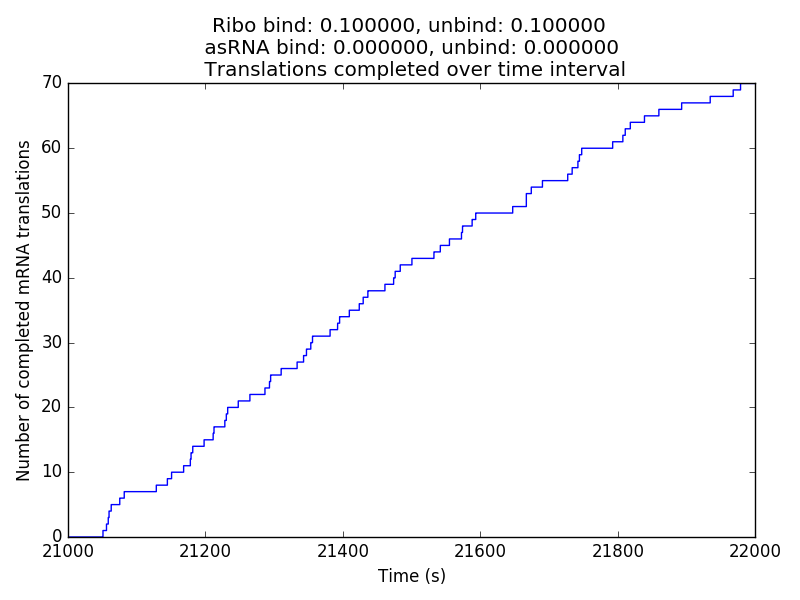 Ribo bind: 0.100000, unbind: 0.100000
asRNA bind: 0.000000, unbind: 0.000000
Translations completed over time interval
70
60
50
40
30
20
10
0
Number of completed mRNA translations
21000 21200 21400 21600 21800 22000
Time (s)